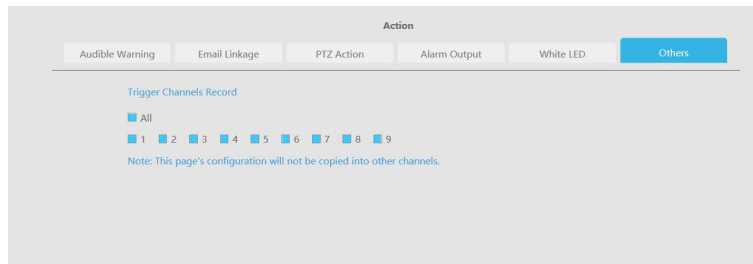 Action
Audible Warning Email Linkage PTZ Action Alarm Output White LED Others
Trigger Channels Record
All
1 2 3 4 5 6 7 8 9
Note: This page's configuration will not be copied into other channels.